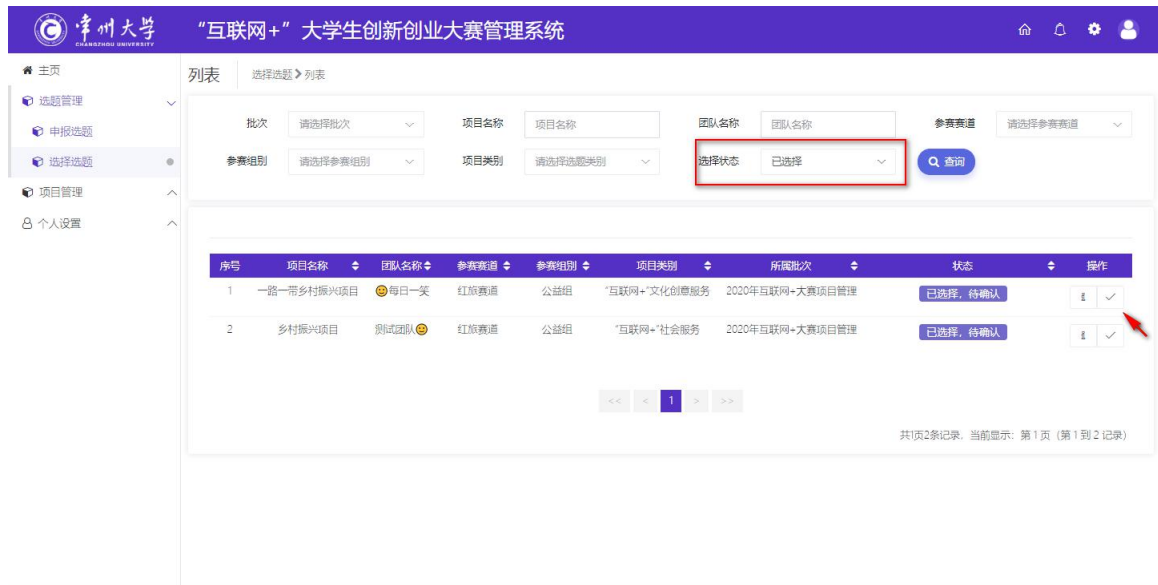 常州大学 "互联网+" 大学生创新创业大赛管理系统
CHANGZHOU UNIVERSITY
主页
选题管理
申报选题
选择选题
项目管理
个人设置
列表 选择选题 > 列表
批次 请选择批次 项目名称 项目名称 团队名称 团队名称 参赛赛道 请选择参赛赛道
参赛组别 请选择参赛组别 项目类别 请选择选题类别 选择状态 已选择 查询
序号 项目名称 团队名称 参赛赛道 参赛组别 项目类别 所属批次 状态 操作
1 一路一带乡村振兴项目 😃每日一笑 红旅赛道 公益组 "互联网+"文化创意服务 2020年互联网+大赛项目管理 已选择，待确认
2 乡村振兴项目 测试团队😃 红旅赛道 公益组 "互联网+"社会服务 2020年互联网+大赛项目管理 已选择，待确认
<< < 1 > >>
共1页2条记录. 当前显示: 第 1 页 (第 1 到 2 记录)